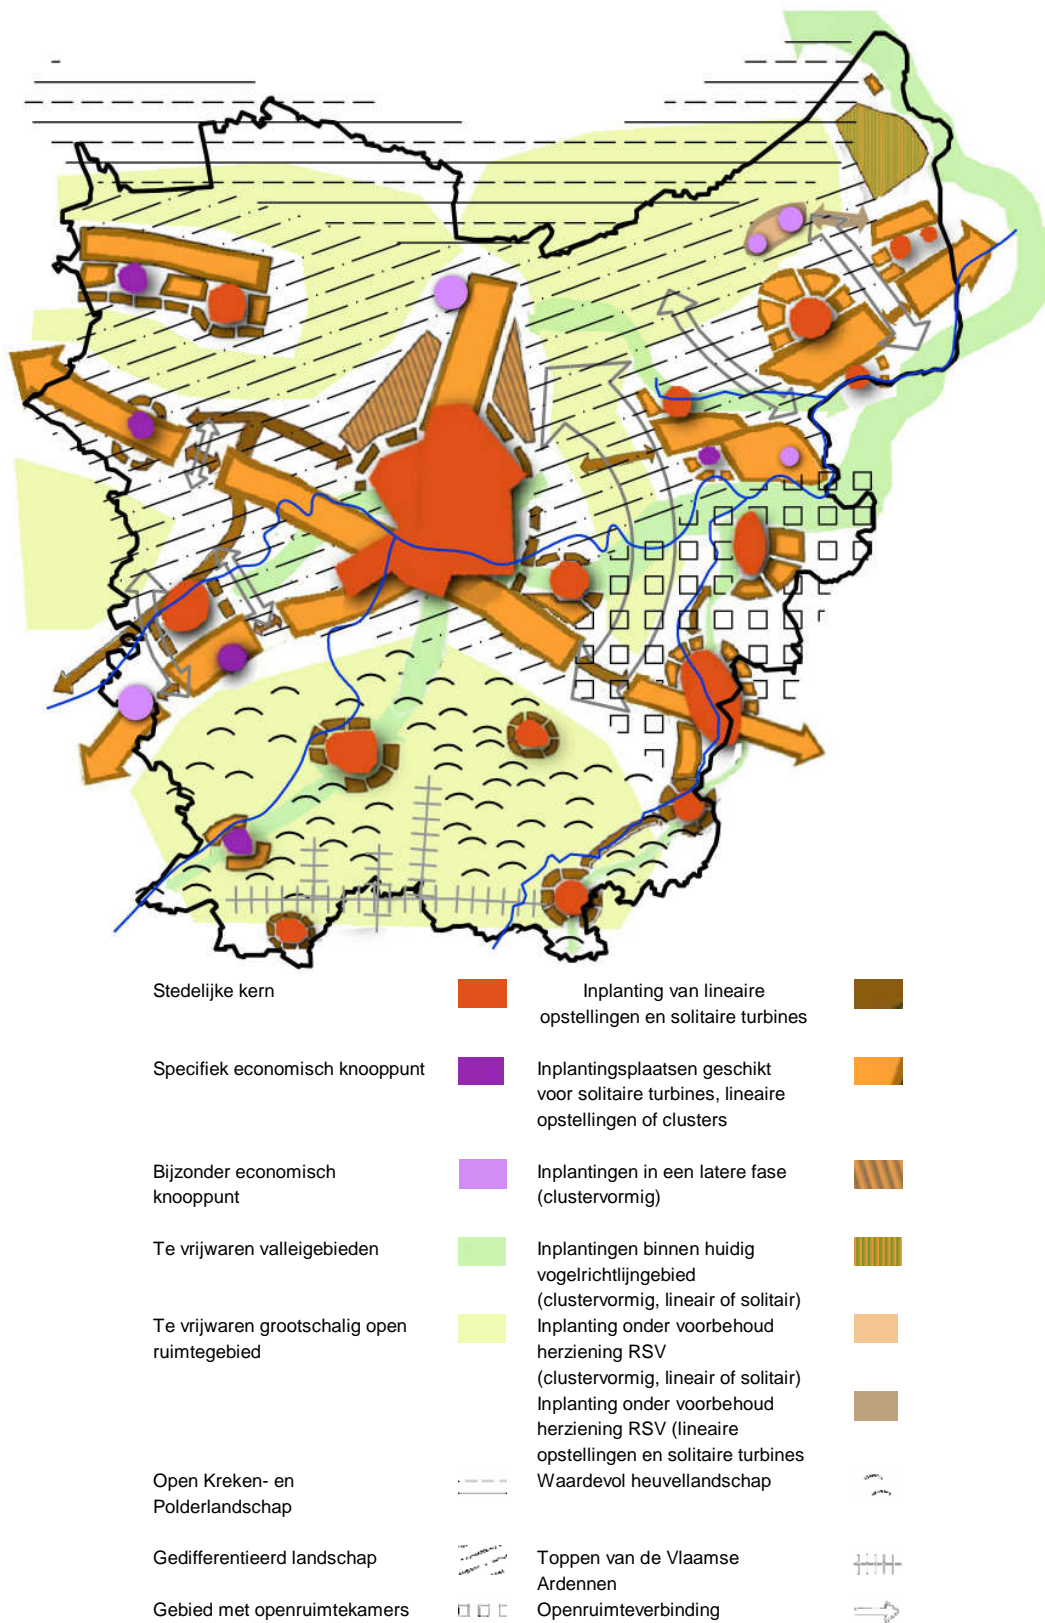 Stedelijke kern
Inplanting van lineaire
opstellingen en solitaire turbines
Specifiek economisch knooppunt
Inplantingsplaatsen geschikt
voor solitaire turbines, lineaire
opstellingen of clusters
Bijzonder economisch
knooppunt
Inplantingen in een latere fase
(clustervormig)
Te vrijwaren valleigebieden
Inplantingen binnen huidig
vogelrichtlijngebied
(clustervormig, lineair of solitair)
Te vrijwaren grootschalig open
ruimtegebied
Inplanting onder voorbehoud
herziening RSV
(clustervormig, lineair of solitair)
Inplanting onder voorbehoud
herziening RSV (lineaire
opstellingen en solitaire turbines
Open Kreken- en
Polderlandschap
Waardevol heuvellandschap
Gedifferentieerd landschap
Toppen van de Vlaamse
Ardennen
Gebied met openruimtekamers
Openruimteverbinding